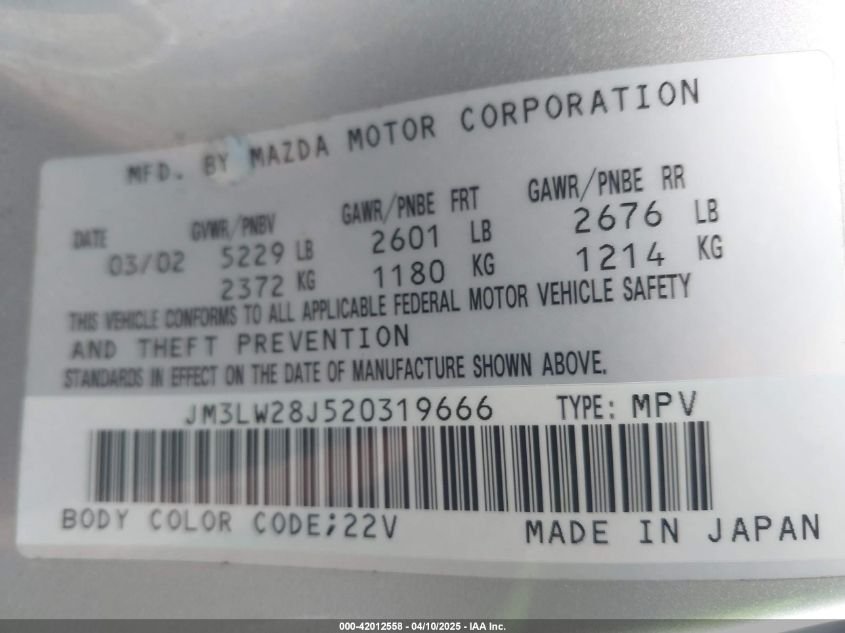 MFD. BY MAZDA MOTOR CORPORATION
DATE GVWR/PNBV GAWR/PNBE FRT GAWR/PNBE RR
03/02 5229 LB 2601 LB 2676 LB
2372 KG 1180 KG 1214 KG
THIS VEHICLE CONFORMS TO ALL APPLICABLE FEDERAL MOTOR VEHICLE SAFETY
AND THEFT PREVENTION
STANDARDS IN EFFECT ON THE DATE OF MANUFACTURE SHOWN ABOVE.
JM3LW28J520319666 TYPE: MPV
BODY COLOR CODE;22V MADE IN JAPAN
000-42012558 - 04/10/2025 - IAA Inc.